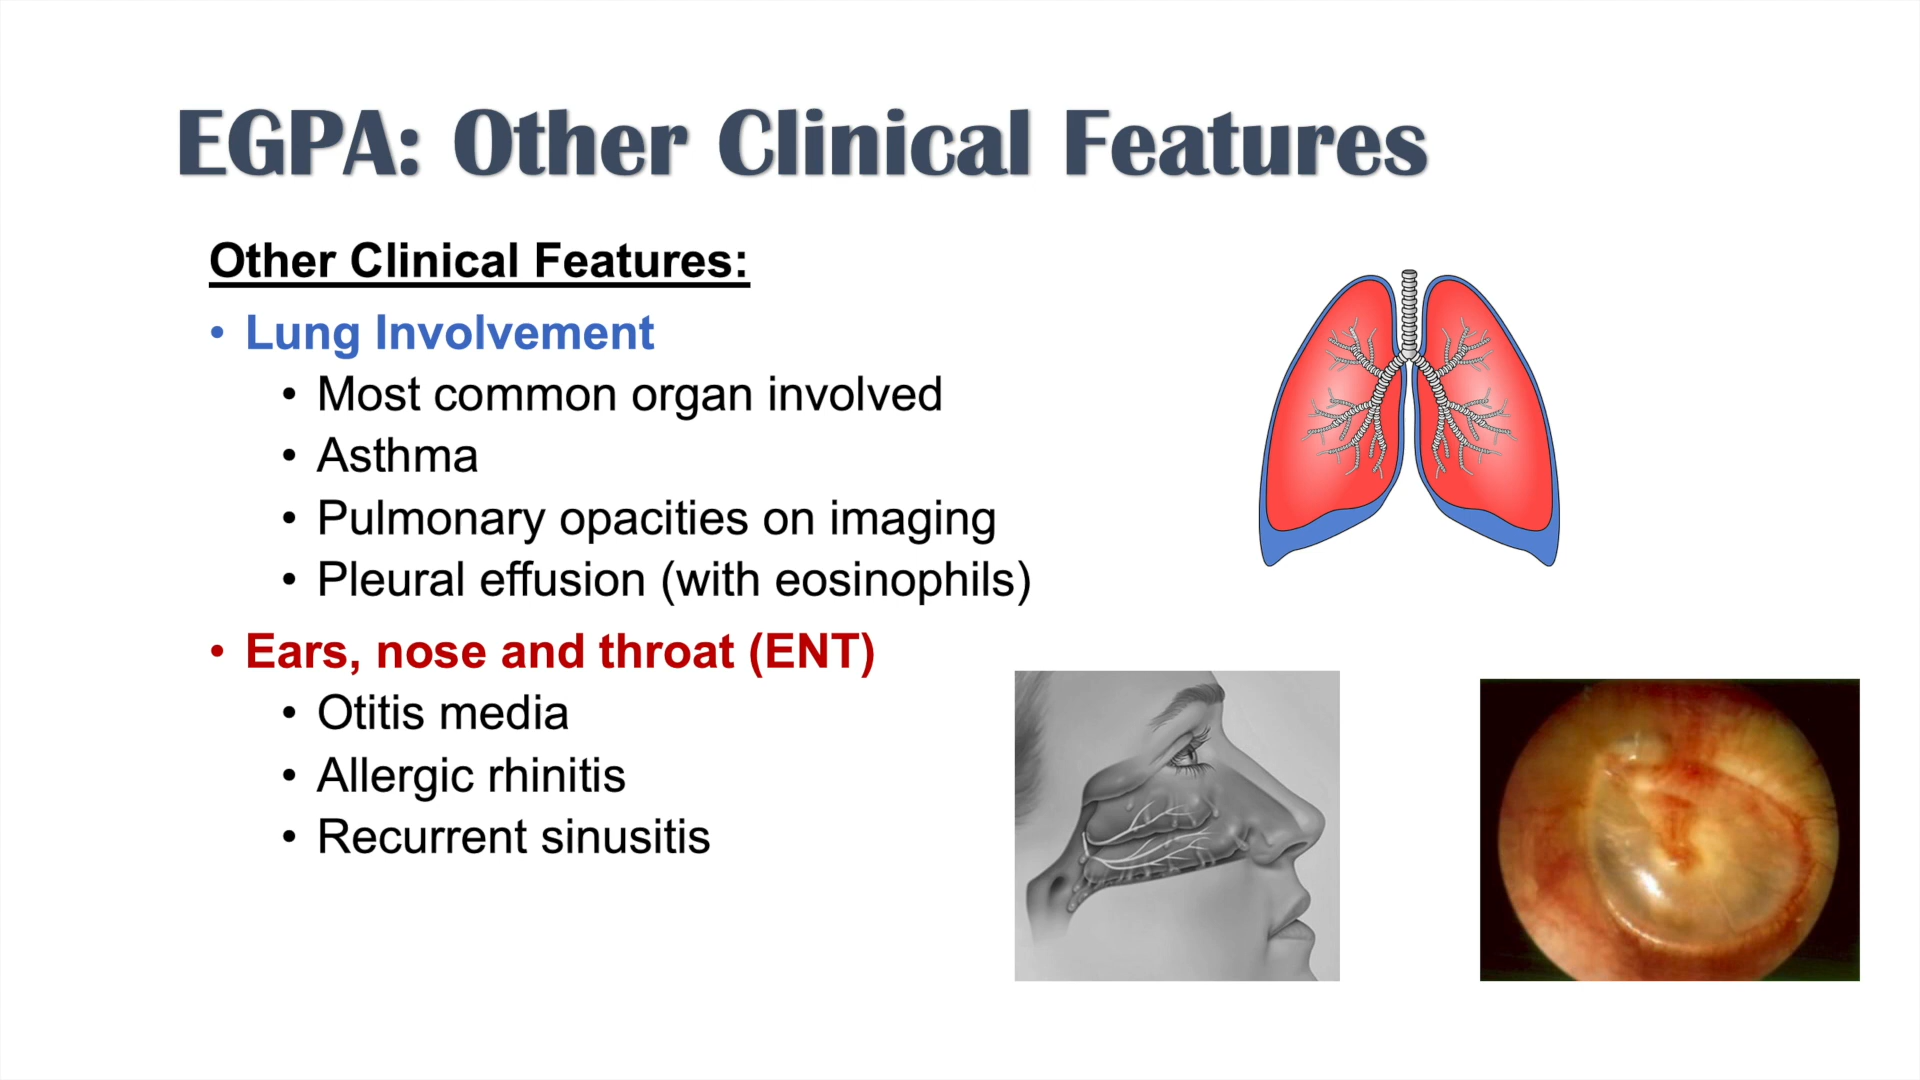 EGPA: Other Clinical Features
Other Clinical Features:
• Lung Involvement
• Most common organ involved
• Asthma
• Pulmonary opacities on imaging
• Pleural effusion (with eosinophils)
• Ears, nose and throat (ENT)
• Otitis media
• Allergic rhinitis
• Recurrent sinusitis